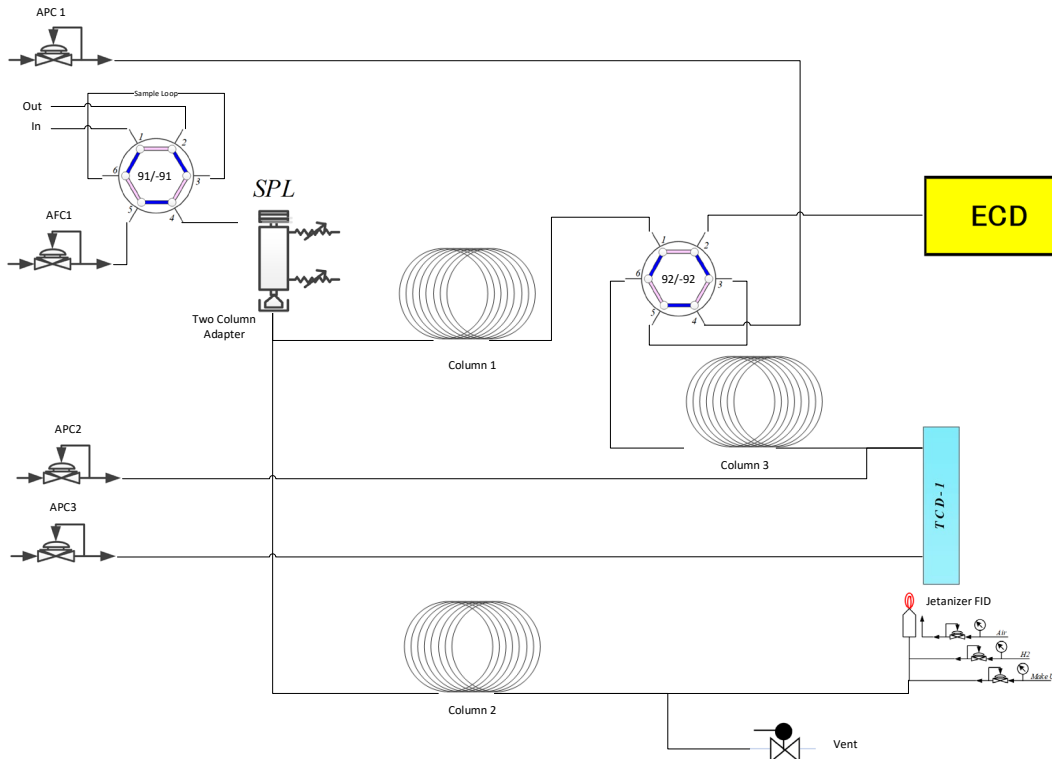 APC 1
Sample Loop
Out
In
1
2
6
91/-91
3
5
4
AFC1
SPL
Two Column
Adapter
Column 1
1
2
6
92/-92
3
5
4
ECD
Column 3
APC2
APC3
TCD-1
Jetanizer FID
Air
H2
Column 2
Vent